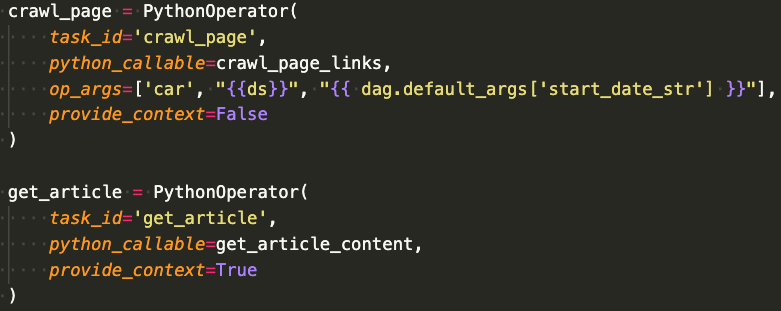 crawl_page = PythonOperator(
    task_id='crawl_page',
    python_callable=crawl_page_links,
    op_args=['car', "{{ds}}", "{{ dag.default_args['start_date_str'] }}"],
    provide_context=False
)

get_article = PythonOperator(
    task_id='get_article',
    python_callable=get_article_content,
    provide_context=True
)